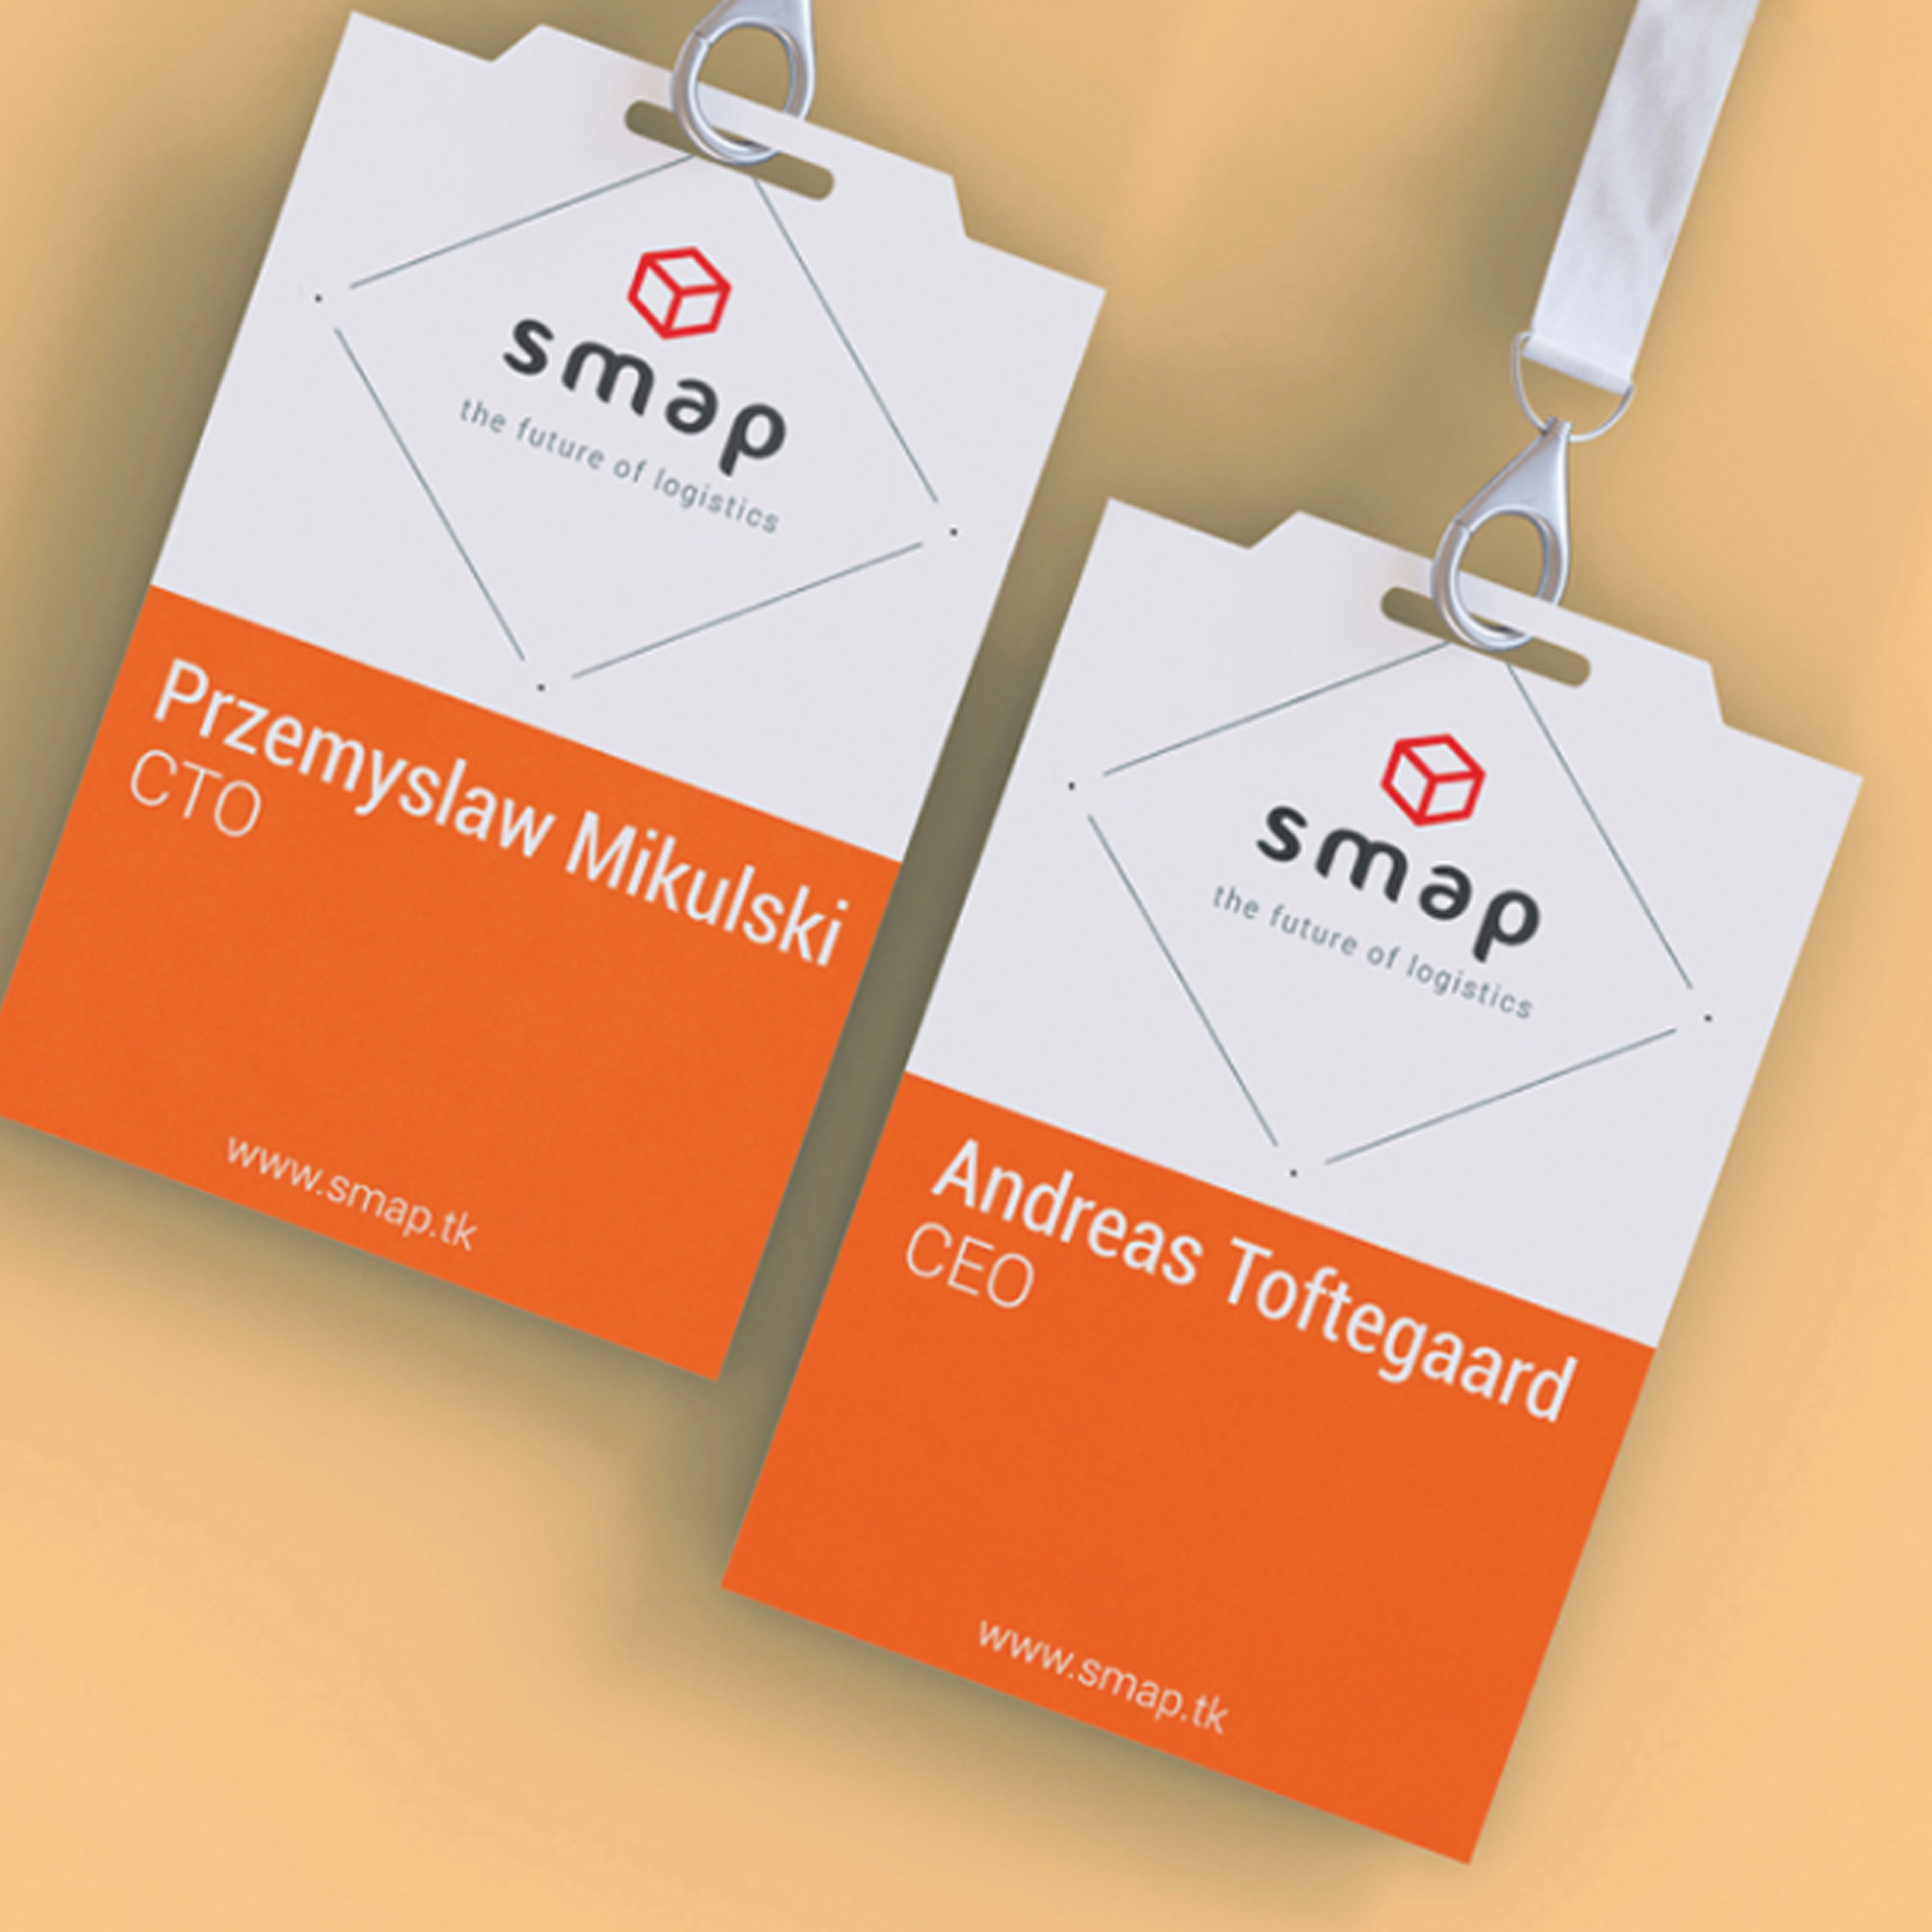 smap
the future of logistics
Przemyslaw Mikulski
CTO
www.smap.tk
smap
the future of logistics
Andreas Toftegaard
CEO
www.smap.tk